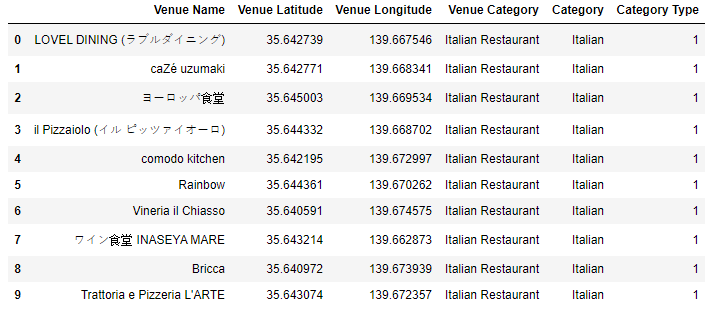 Venue Name Venue Latitude Venue Longitude Venue Category Category Category Type
0 LOVEL DINING (ラブルダイニング) 35.642739 139.667546 Italian Restaurant Italian 1
1 caZé uzumaki 35.642771 139.668341 Italian Restaurant Italian 1
2 ヨーロッパ食堂 35.645003 139.669534 Italian Restaurant Italian 1
3 il Pizzaiolo (イル ピッツァイオーロ) 35.644332 139.668702 Italian Restaurant Italian 1
4 comodo kitchen 35.642195 139.672997 Italian Restaurant Italian 1
5 Rainbow 35.644361 139.670262 Italian Restaurant Italian 1
6 Vineria il Chiasso 35.640591 139.674575 Italian Restaurant Italian 1
7 ワイン食堂 INASEYA MARE 35.643214 139.662873 Italian Restaurant Italian 1
8 Bricca 35.640972 139.673939 Italian Restaurant Italian 1
9 Trattoria e Pizzeria L'ARTE 35.643074 139.672357 Italian Restaurant Italian 1